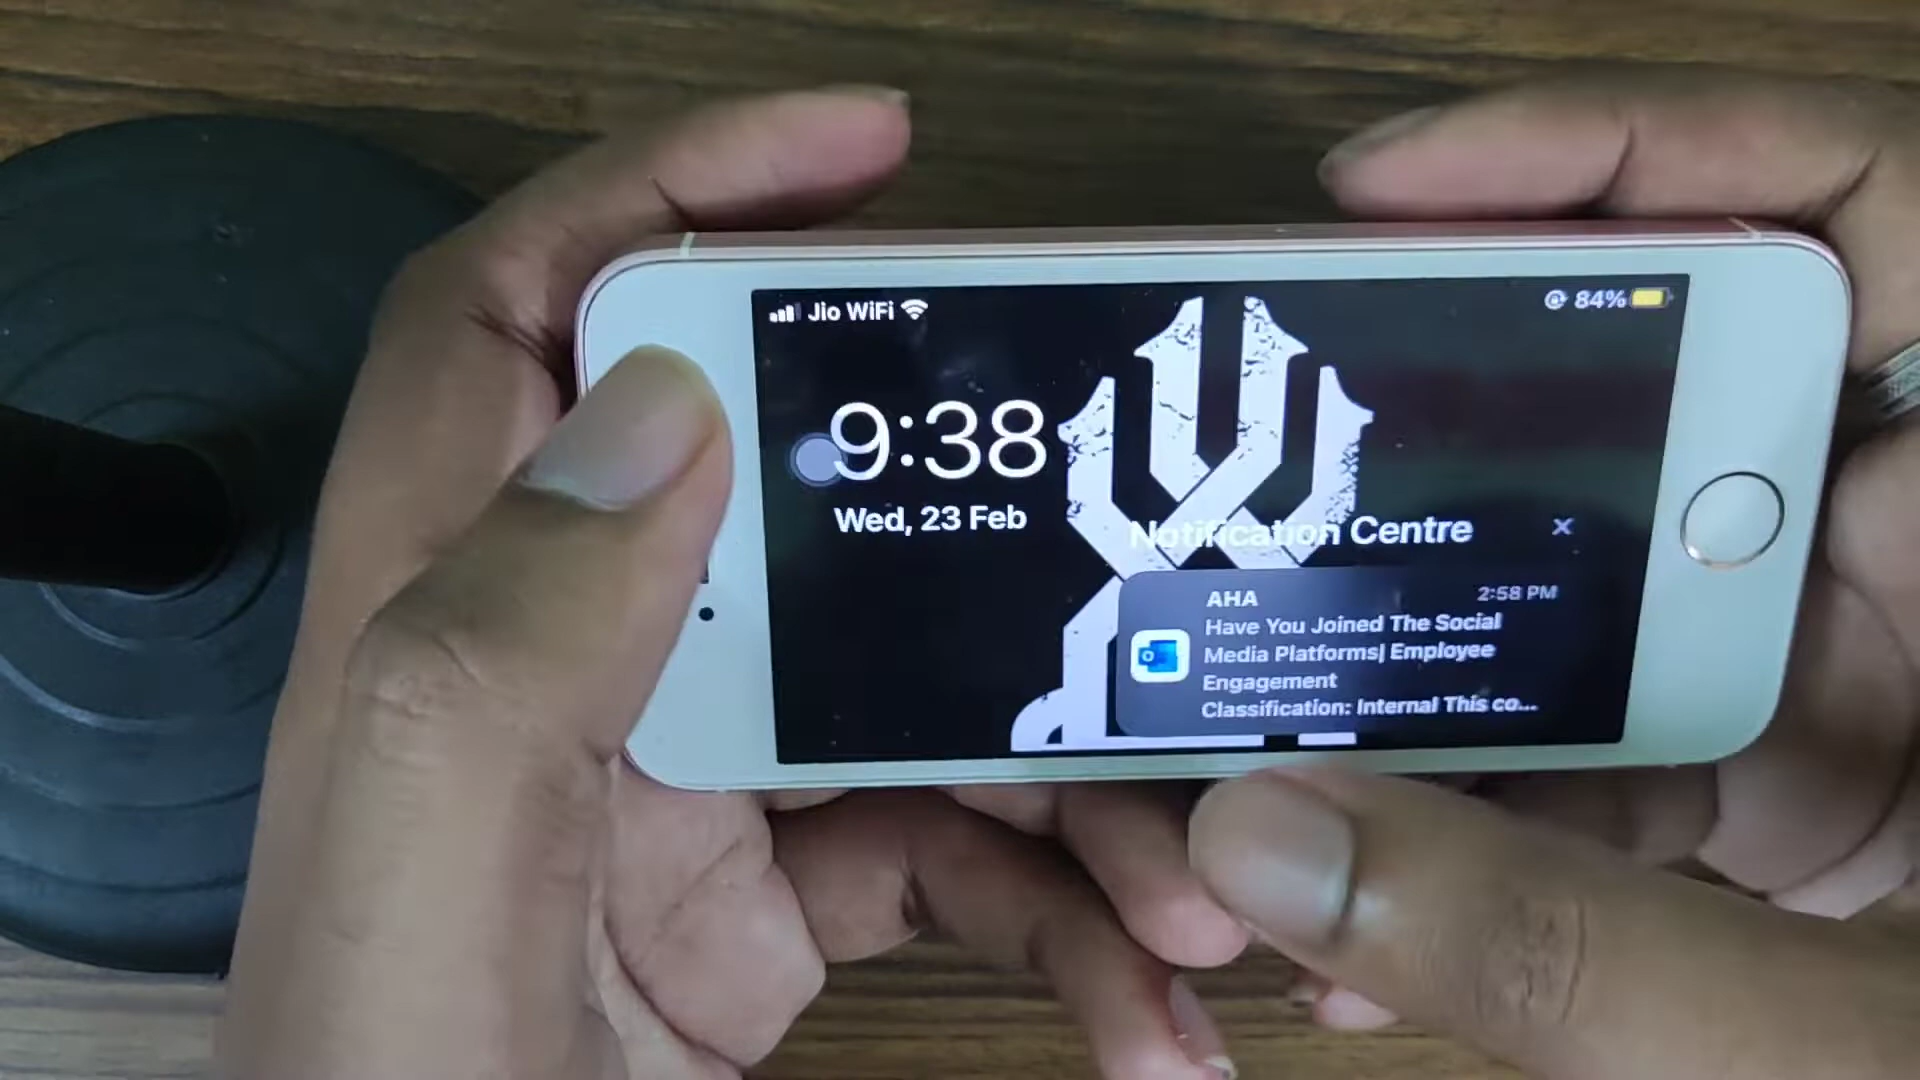 Jio WiFi
84%
9:38
Wed, 23 Feb
Notification Centre
AHA
2:58 PM
Have You Joined The Social
Media Platforms| Employee
Engagement
Classification: Internal This co...